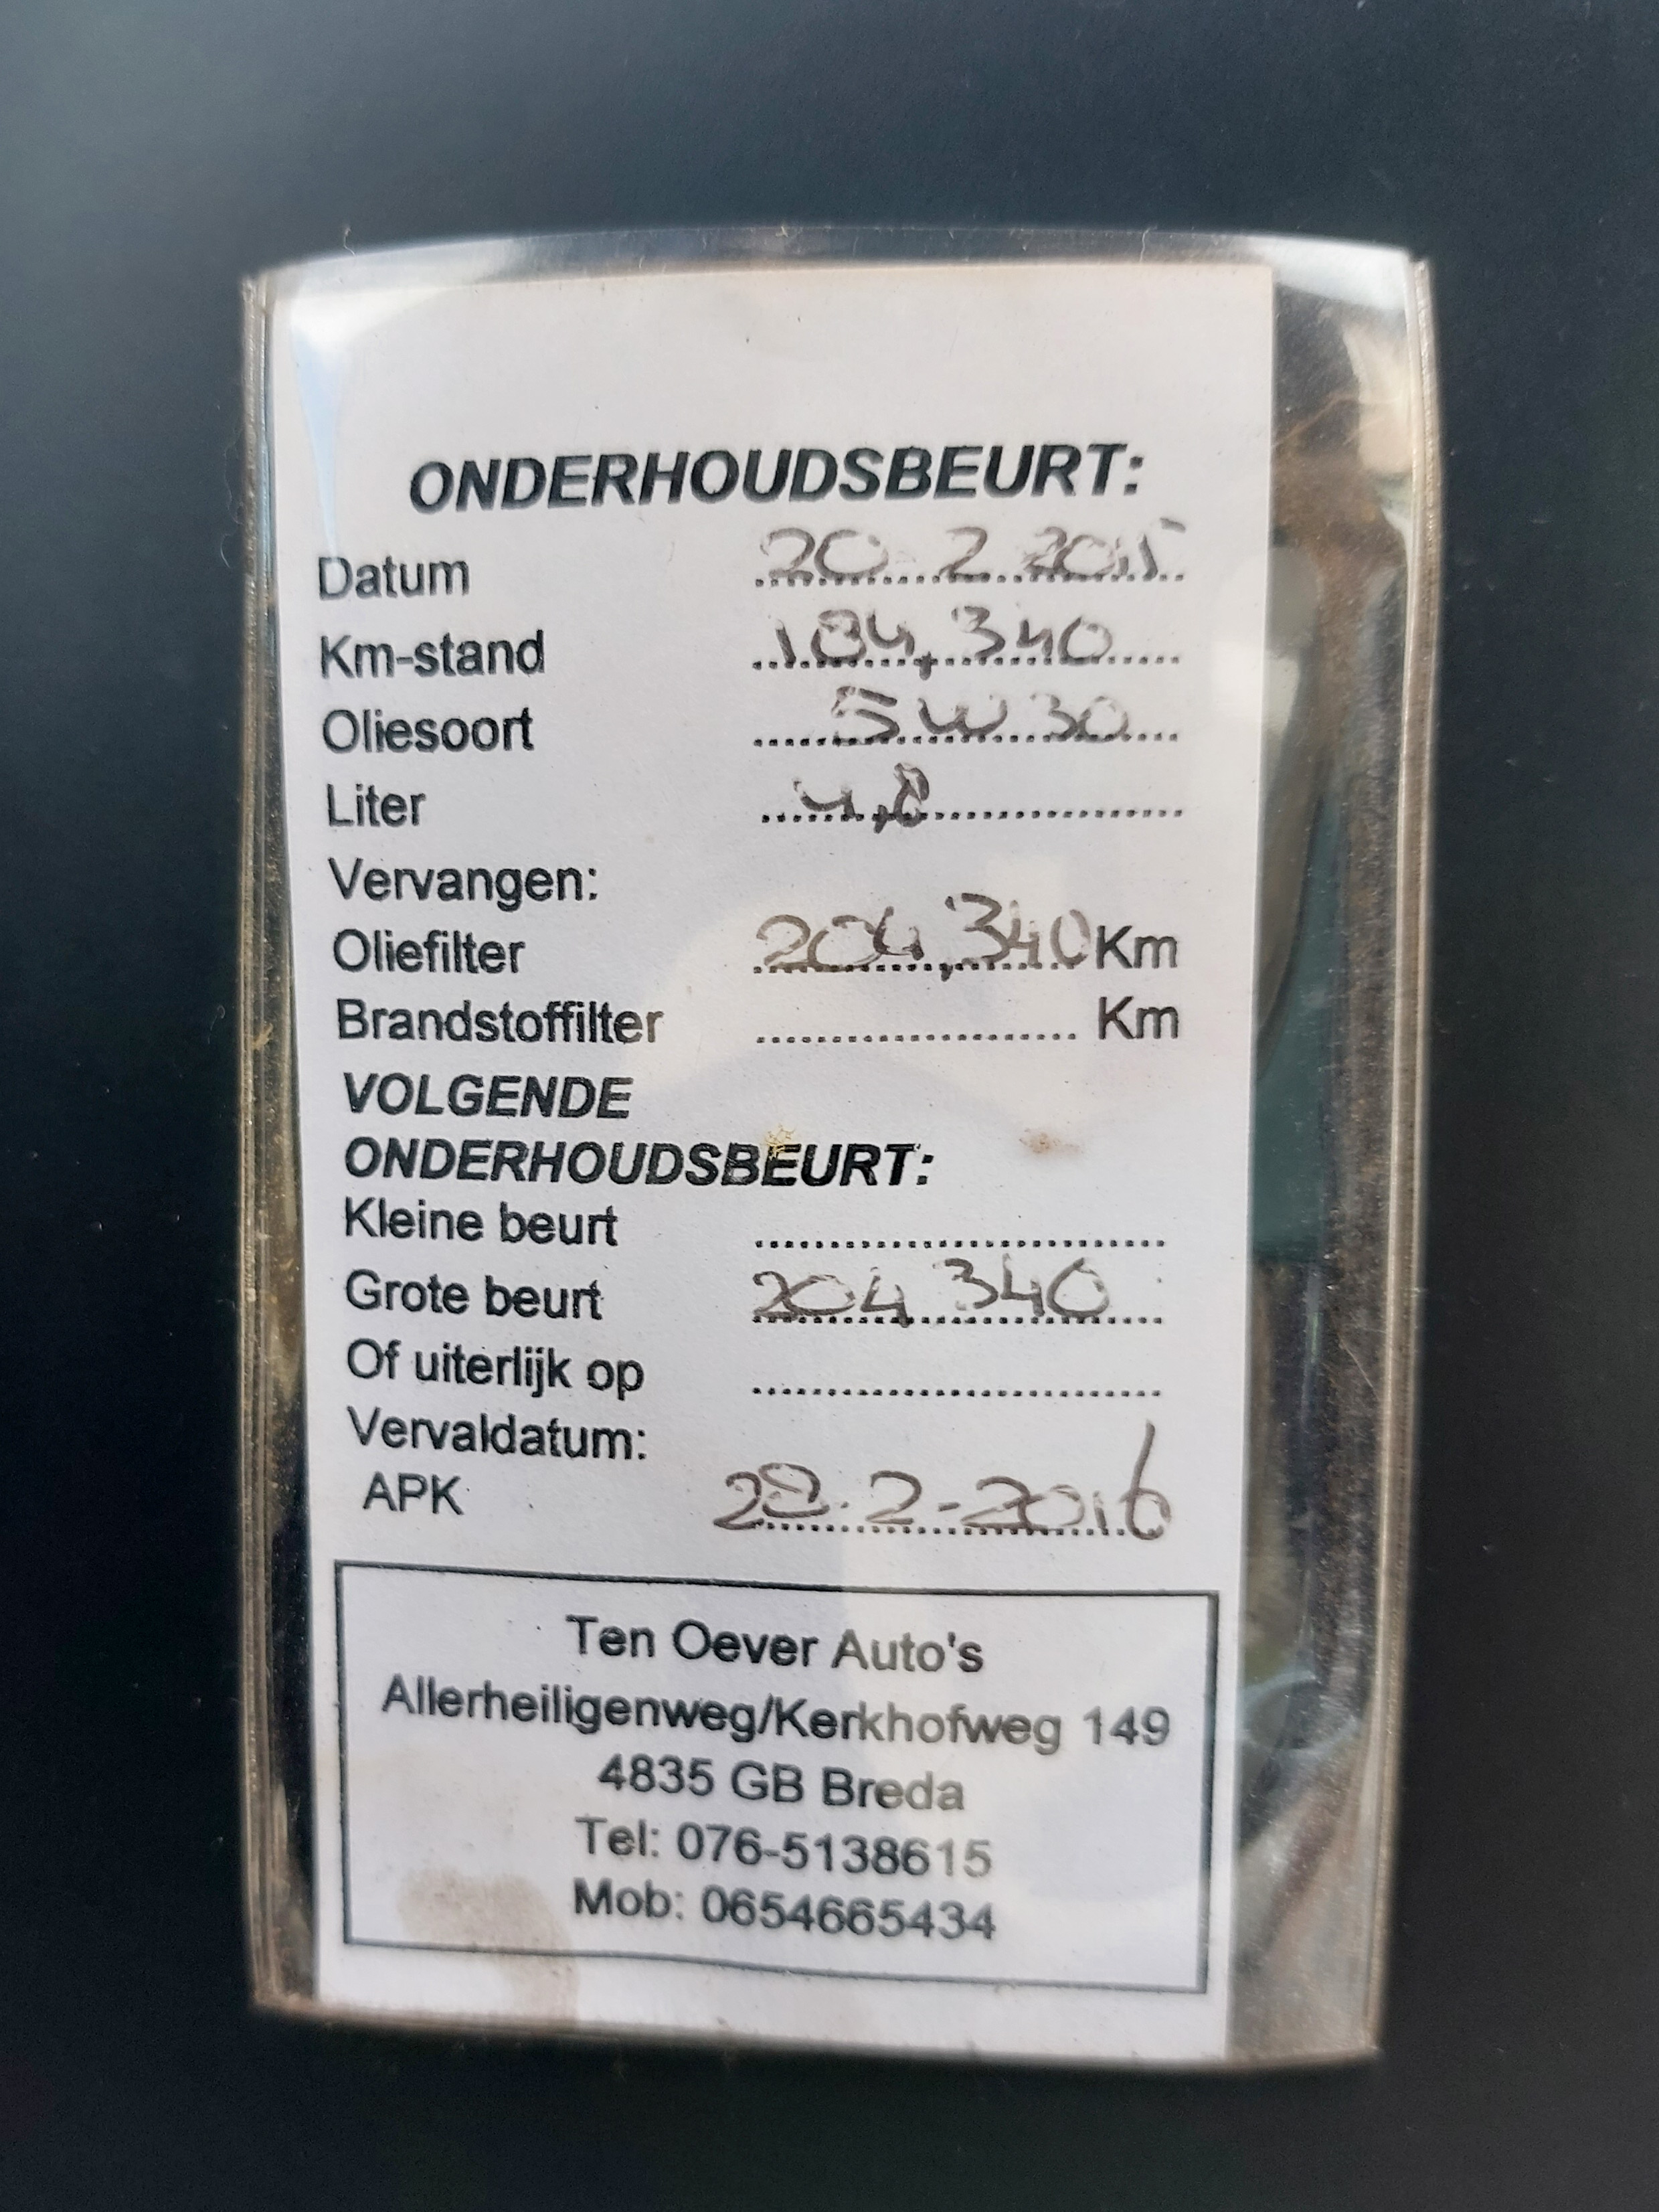 ONDERHOUDSBEURT:
Datum 20-2 2015
Km-stand 184,340
Oliesoort 5W30
Liter 4,8
Vervangen:
Oliefilter 204,340 Km
Brandstoffilter Km
VOLGENDE
ONDERHOUDSBEURT:
Kleine beurt
Grote beurt 204,340
Of uiterlijk op
Vervaldatum:
APK 28-2-2016
Ten Oever Auto's
Allerheiligenweg/Kerkhofweg 149
4835 GB Breda
Tel: 076-5138615
Mob: 0654665434